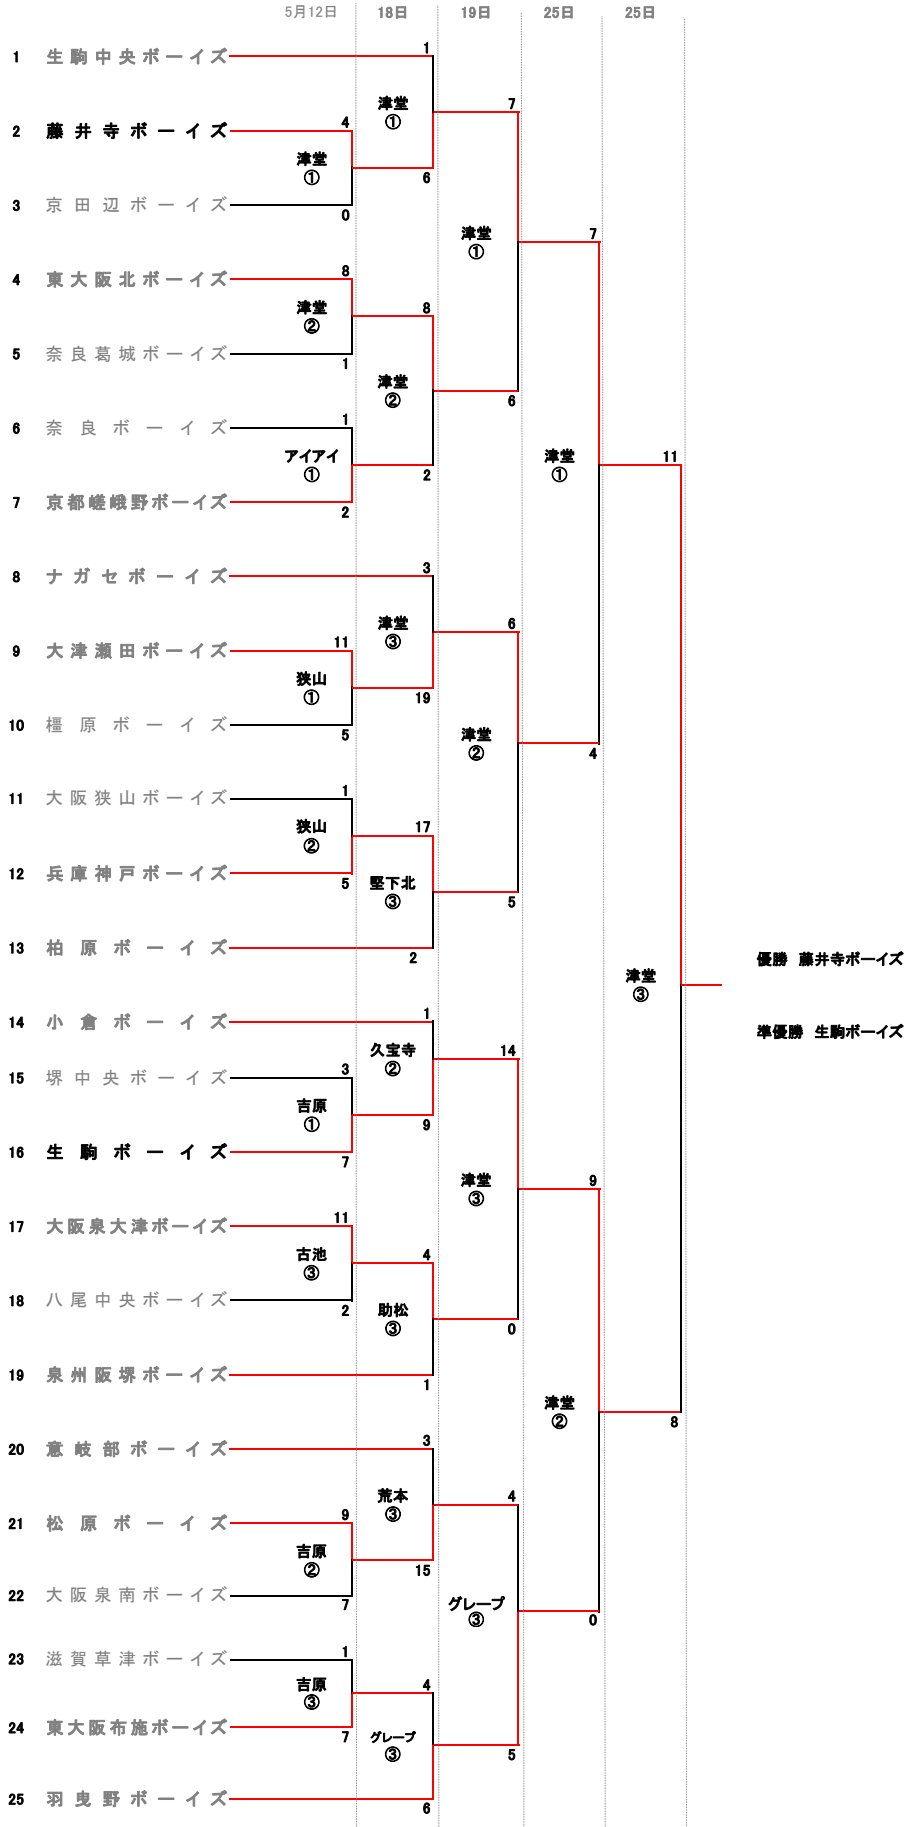 5月12日 18日 19日 25日 25日
1 生駒中央ボーイズ 1
7
津堂
①
2 藤井寺ボーイズ 4
津堂
①
6
3 京田辺ボーイズ 0
津堂
①
7
4 東大阪北ボーイズ 8
津堂
②
8
5 奈良葛城ボーイズ 1
津堂
②
6
6 奈良ボーイズ 1
アイアイ
①
2
津堂
①
11
7 京都嵯峨野ボーイズ 2
8 ナガセボーイズ 3
津堂
③
6
9 大津瀬田ボーイズ 11
狭山
①
19
10 橿原ボーイズ 5
津堂
②
4
11 大阪狭山ボーイズ 1
狭山
②
17
12 兵庫神戸ボーイズ 5
堅下北
③
5
13 柏原ボーイズ 2
優勝 藤井寺ボーイズ
津堂
③
準優勝 生駒ボーイズ
14 小倉ボーイズ 1
久宝寺
②
14
15 堺中央ボーイズ 3
吉原
①
9
16 生駒ボーイズ 7
津堂
③
9
17 大阪泉大津ボーイズ 11
古池
③
4
18 八尾中央ボーイズ 2
助松
③
0
19 泉州阪堺ボーイズ 1
津堂
②
8
20 意岐部ボーイズ 3
荒本
③
4
21 松原ボーイズ 9
吉原
②
15
22 大阪泉南ボーイズ 7
グレープ
③
0
23 滋賀草津ボーイズ 1
吉原
③
4
24 東大阪布施ボーイズ 7
グレープ
③
5
25 羽曳野ボーイズ 6